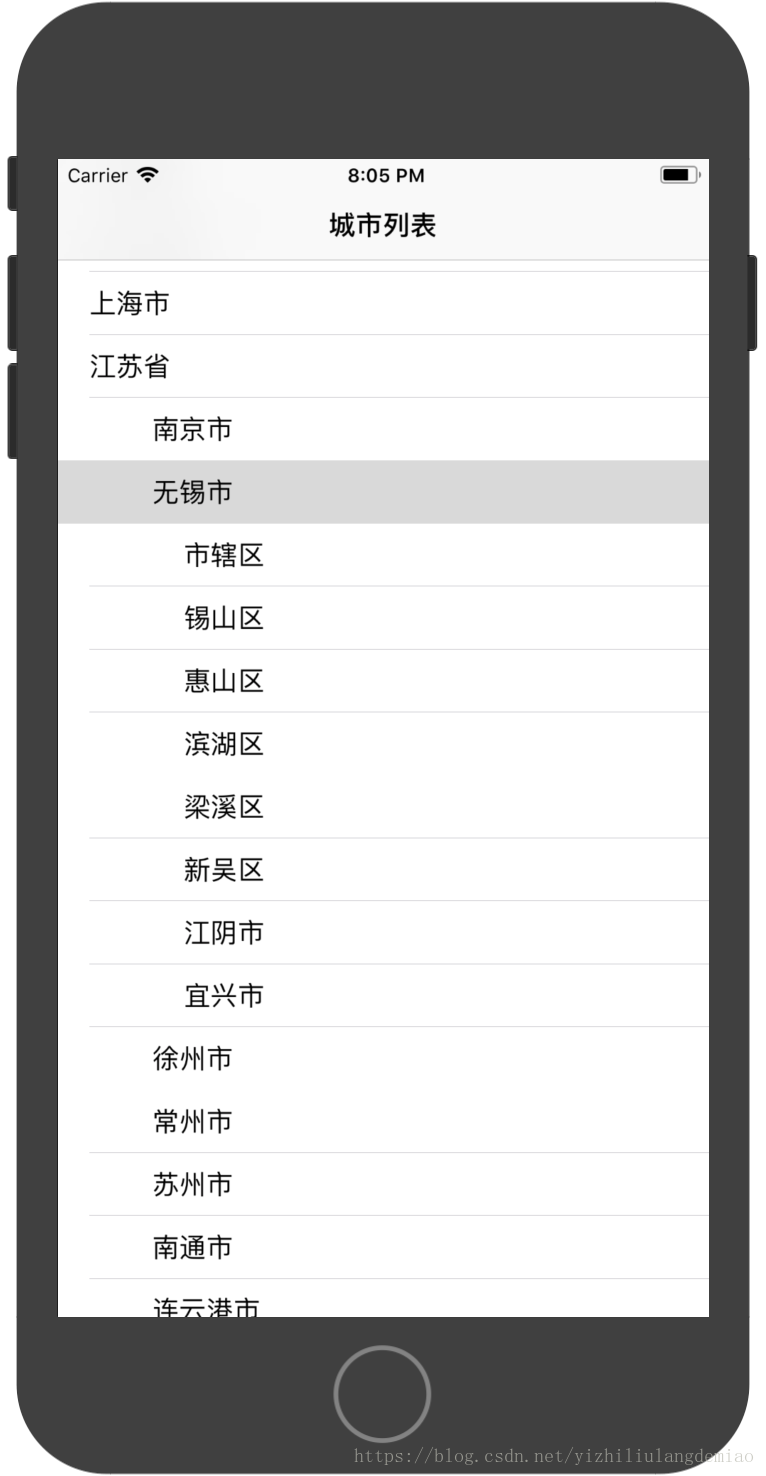 Carrier 8:05 PM
城市列表
上海市
江苏省
南京市
无锡市
市辖区
锡山区
惠山区
滨湖区
梁溪区
新吴区
江阴市
宜兴市
徐州市
常州市
苏州市
南通市
连云港市
https://blog.csdn.net/yizhiliulangdemiao